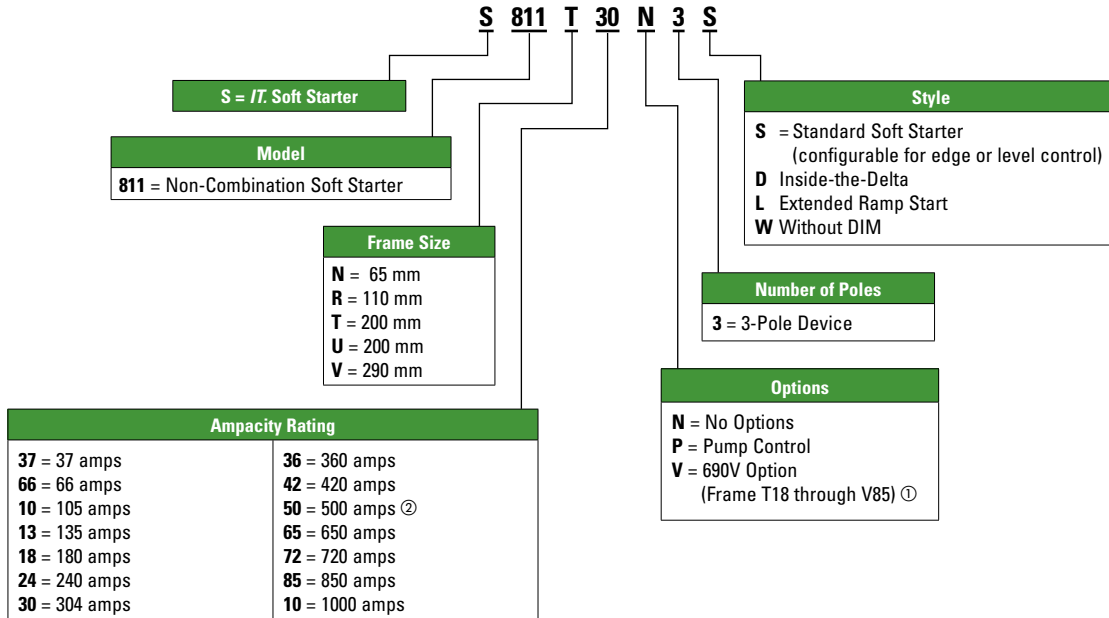 S 811 T 30 N 3 S
S = IT. Soft Starter
Model
811 = Non-Combination Soft Starter
Frame Size
N = 65 mm
R = 110 mm
T = 200 mm
U = 200 mm
V = 290 mm
Ampacity Rating
37 = 37 amps
66 = 66 amps
10 = 105 amps
13 = 135 amps
18 = 180 amps
24 = 240 amps
30 = 304 amps
36 = 360 amps
42 = 420 amps
50 = 500 amps ②
65 = 650 amps
72 = 720 amps
85 = 850 amps
10 = 1000 amps
Style
S = Standard Soft Starter
(configurable for edge or level control)
D Inside-the-Delta
L Extended Ramp Start
W Without DIM
Number of Poles
3 = 3-Pole Device
Options
N = No Options
P = Pump Control
V = 690V Option
(Frame T18 through V85) ①